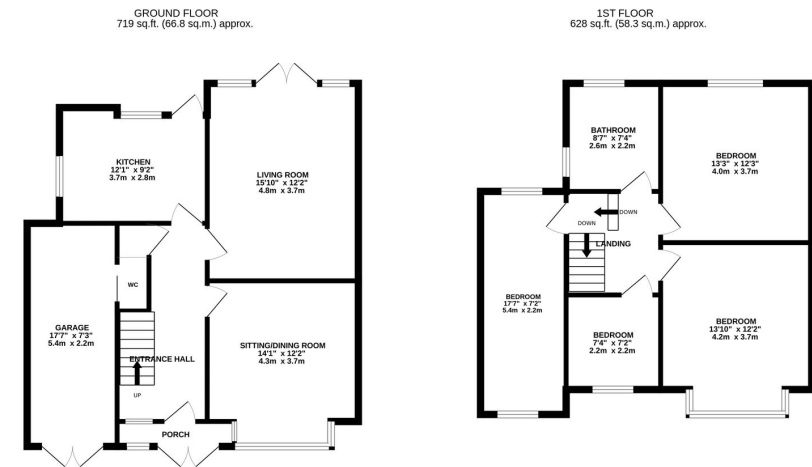 GROUND FLOOR
719 sq.ft. (66.8 sq.m.) approx.
KITCHEN
12'1" x 9'2"
3.7m x 2.8m
LIVING ROOM
15'10" x 12'2"
4.8m x 3.7m
WC
GARAGE
17'7" x 7'3"
5.4m x 2.2m
ENTRANCE HALL
UP
SITTING/DINING ROOM
14'1" x 12'2"
4.3m x 3.7m
PORCH
1ST FLOOR
628 sq.ft. (58.3 sq.m.) approx.
BATHROOM
8'7" x 7'4"
2.6m x 2.2m
BEDROOM
13'3" x 12'3"
4.0m x 3.7m
DOWN
DOWN
LANDING
BEDROOM
17'7" x 7'2"
5.4m x 2.2m
BEDROOM
7'4" x 7'2"
2.2m x 2.2m
BEDROOM
13'10" x 12'2"
4.2m x 3.7m